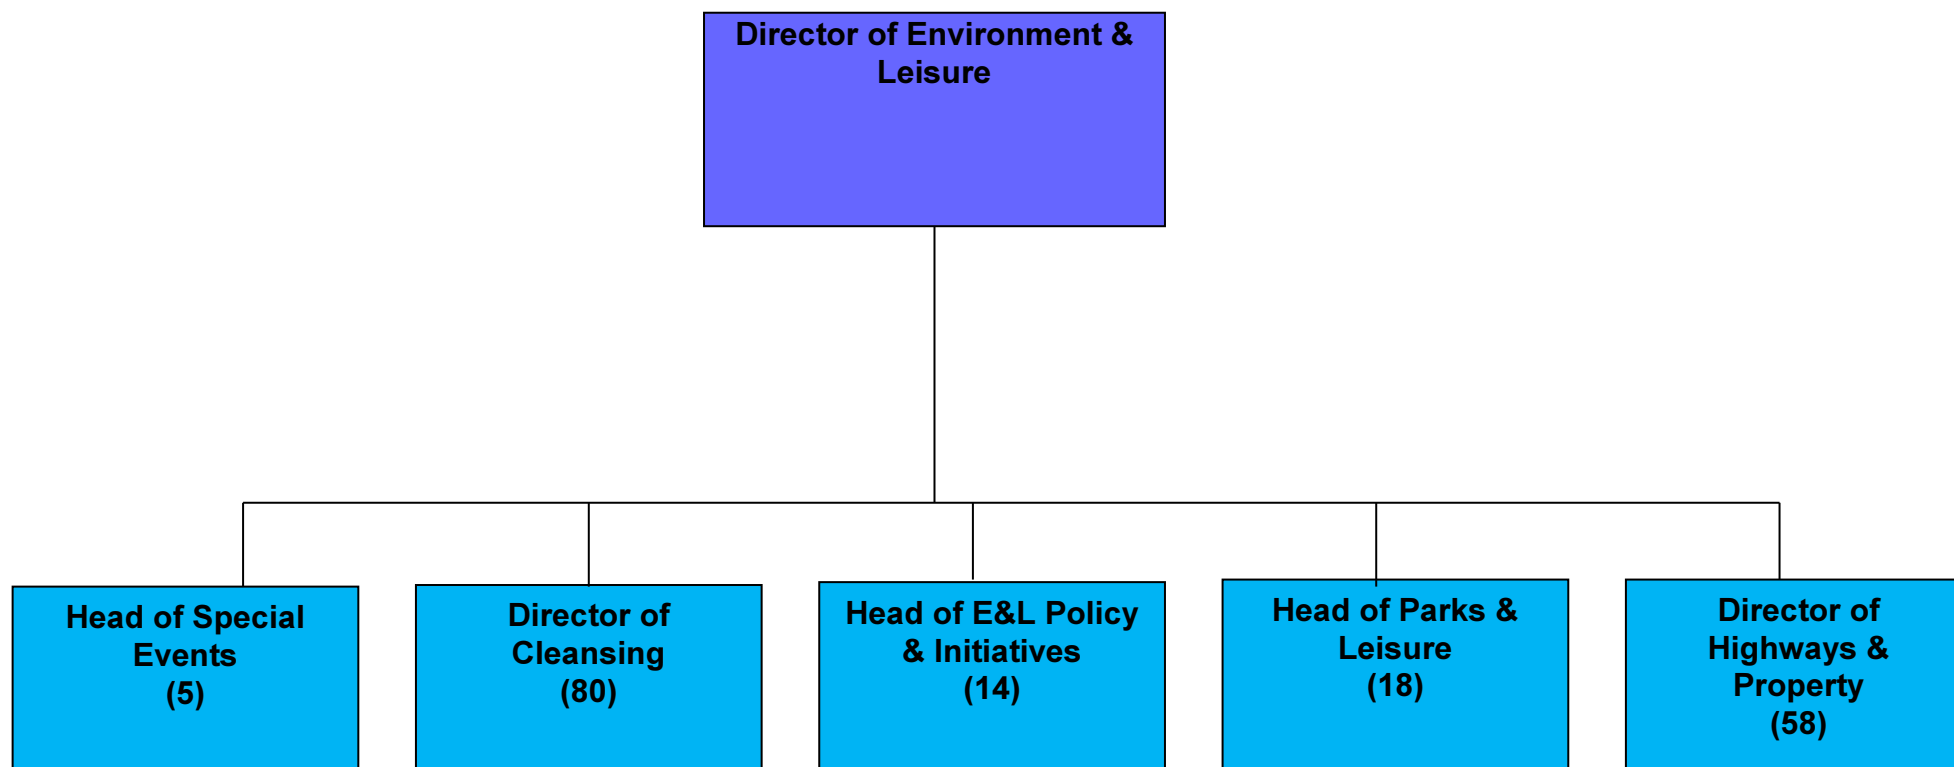 Director of Environment &
Leisure
Head of Special
Events
(5)
Director of
Cleansing
(80)
Head of E&L Policy
& Initiatives
(14)
Head of Parks &
Leisure
(18)
Director of
Highways &
Property
(58)